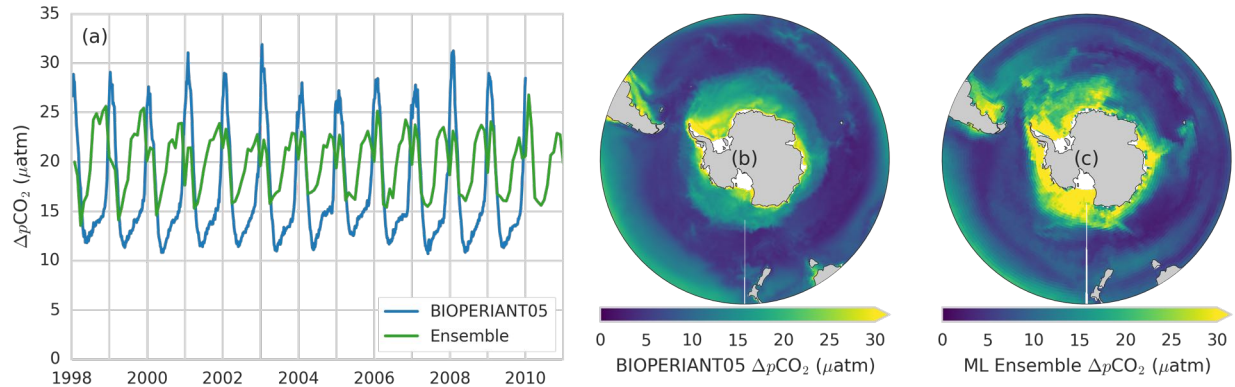 35
30
25
20
15
10
5
0
ΔpCO₂ (μatm)
(a)
BIOPERIANT05
Ensemble
1998 2000 2002 2004 2006 2008 2010
(b)
0 5 10 15 20 25 30
BIOPERIANT05 ΔpCO₂ (μatm)
(c)
0 5 10 15 20 25 30
ML Ensemble ΔpCO₂ (μatm)